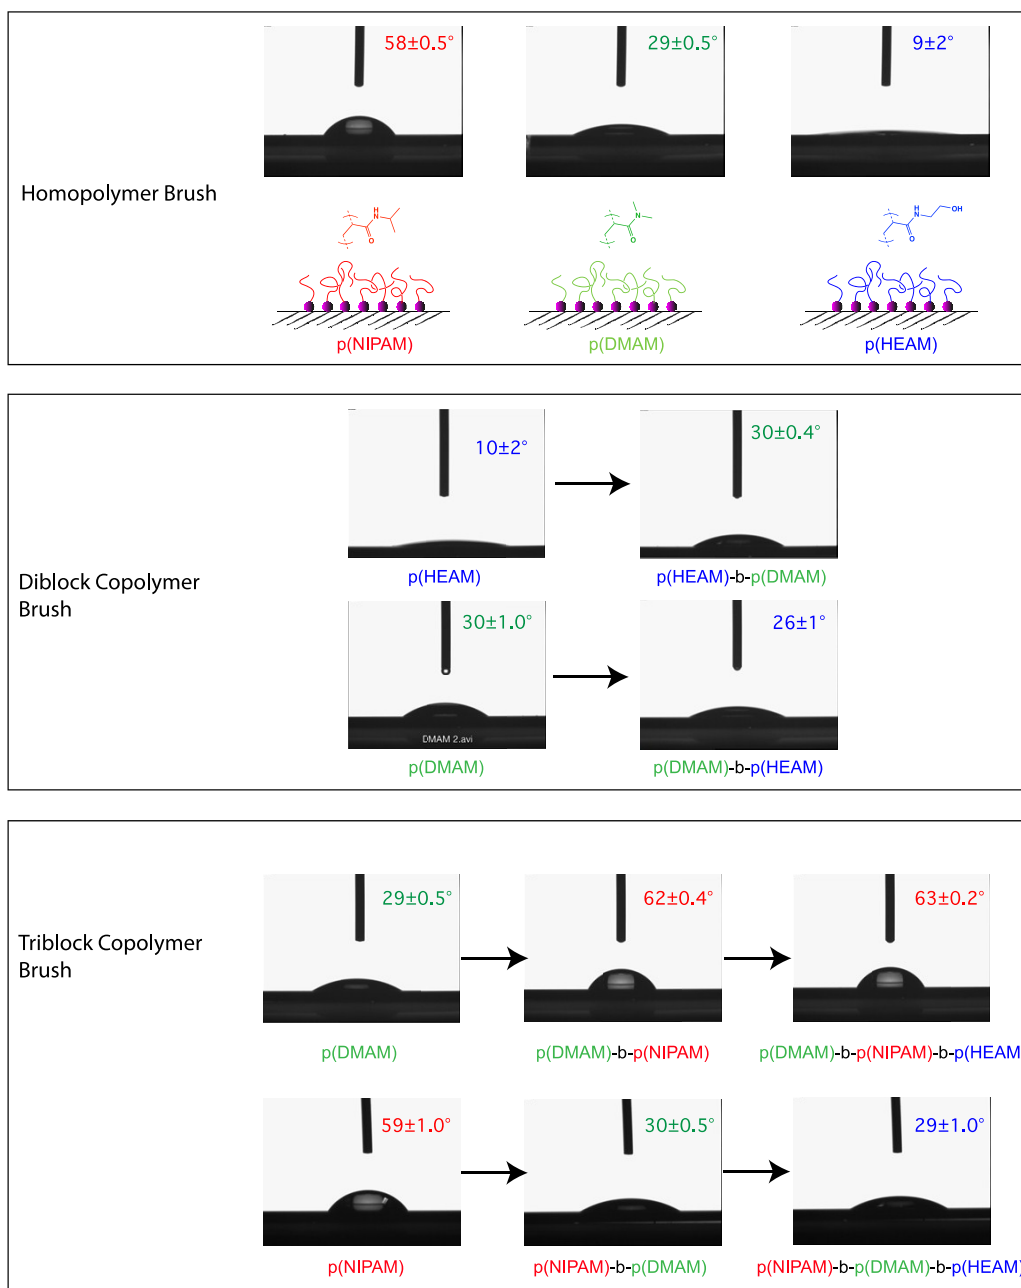 58±0.5°
29±0.5°
9±2°
Homopolymer Brush
H
N
O
N
O
H
N
OH
O
p(NIPAM)
p(DMAM)
p(HEAM)
10±2°
30±0.4°
p(HEAM)
p(HEAM)-b-p(DMAM)
Diblock Copolymer
Brush
30±1.0°
26±1°
DMAM 2.avi
p(DMAM)
p(DMAM)-b-p(HEAM)
29±0.5°
62±0.4°
63±0.2°
Triblock Copolymer
Brush
p(DMAM)
p(DMAM)-b-p(NIPAM)
p(DMAM)-b-p(NIPAM)-b-p(HEAM
59±1.0°
30±0.5°
29±1.0°
p(NIPAM)
p(NIPAM)-b-p(DMAM)
p(NIPAM)-b-p(DMAM)-b-p(HEAM)